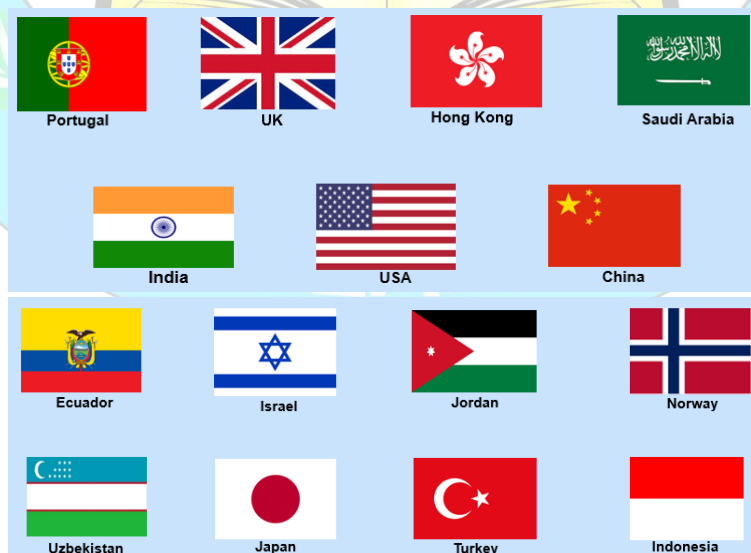 Portugal
UK
Hong Kong
Saudi Arabia
India
USA
China
Ecuador
Israel
Jordan
Norway
Uzbekistan
Japan
Turkey
Indonesia